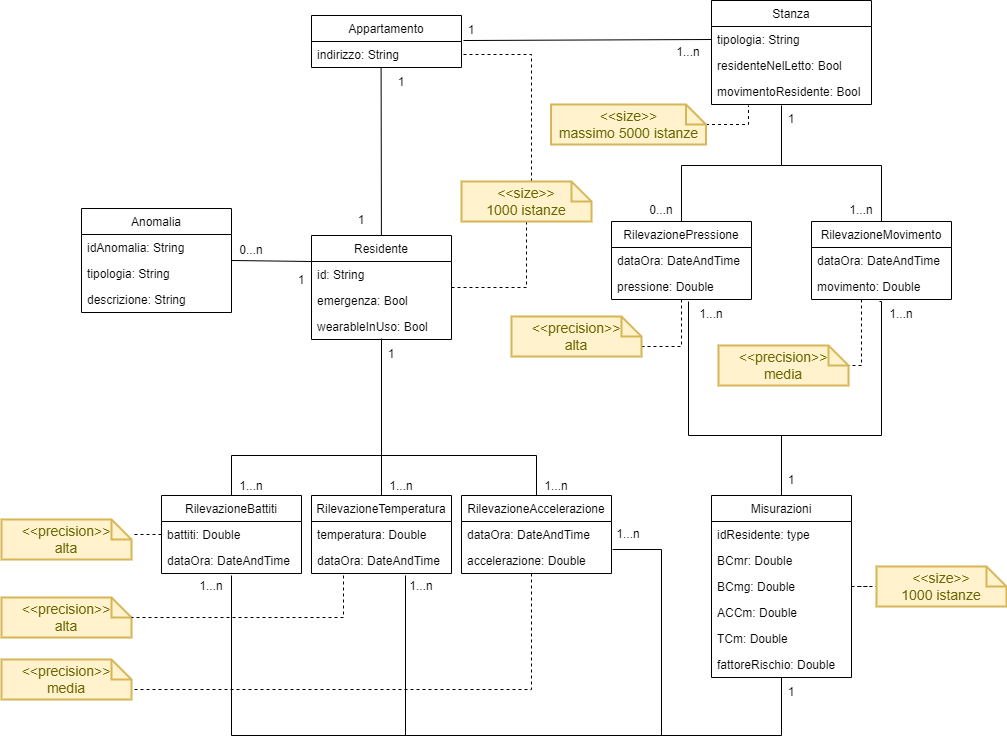 Appartamento
indirizzo: String
1
1...n
1
Stanza
tipologia: String
residenteNelLetto: Bool
movimentoResidente: Bool
<<size>>
massimo 5000 istanze
1
<<size>>
1000 istanze
Anomalia
idAnomalia: String
tipologia: String
descrizione: String
0...n
1
1
Residente
id: String
emergenza: Bool
wearableInUso: Bool
1
0...n
RilevazionePressione
dataOra: DateAndTime
pressione: Double
1...n
1...n
RilevazioneMovimento
dataOra: DateAndTime
movimento: Double
1...n
<<precision>>
alta
<<precision>>
media
1...n
RilevazioneBattiti
battiti: Double
dataOra: DateAndTime
1...n
1...n
RilevazioneTemperatura
temperatura: Double
dataOra: DateAndTime
1...n
1...n
RilevazioneAccelerazione
dataOra: DateAndTime
accelerazione: Double
1...n
1
Misurazioni
idResidente: type
BCmr: Double
BCmg: Double
ACCm: Double
TCm: Double
fattoreRischio: Double
1
<<size>>
1000 istanze
<<precision>>
alta
<<precision>>
alta
<<precision>>
media